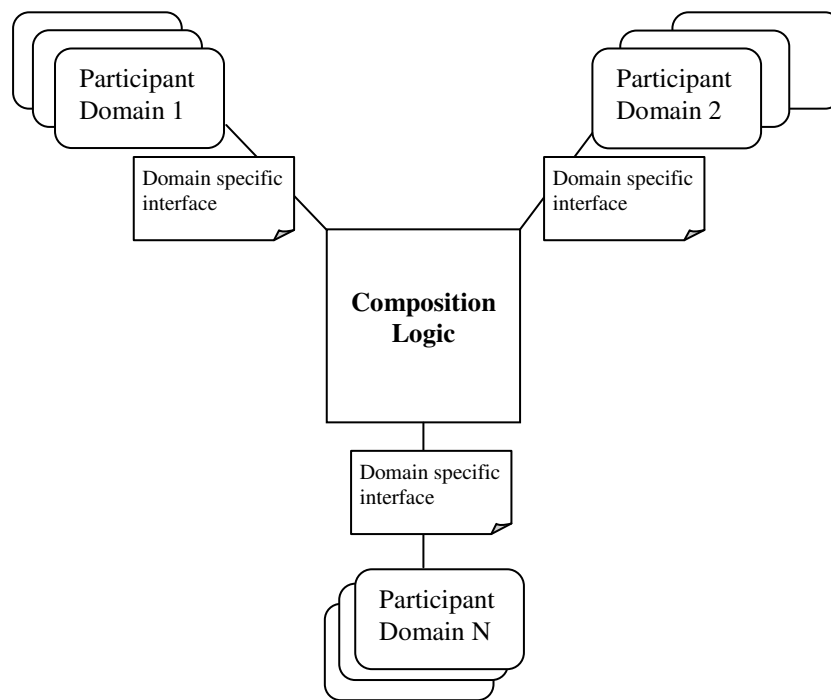 Participant
Domain 1
Participant
Domain 2
Domain specific
interface
Domain specific
interface
Composition
Logic
Domain specific
interface
Participant
Domain N